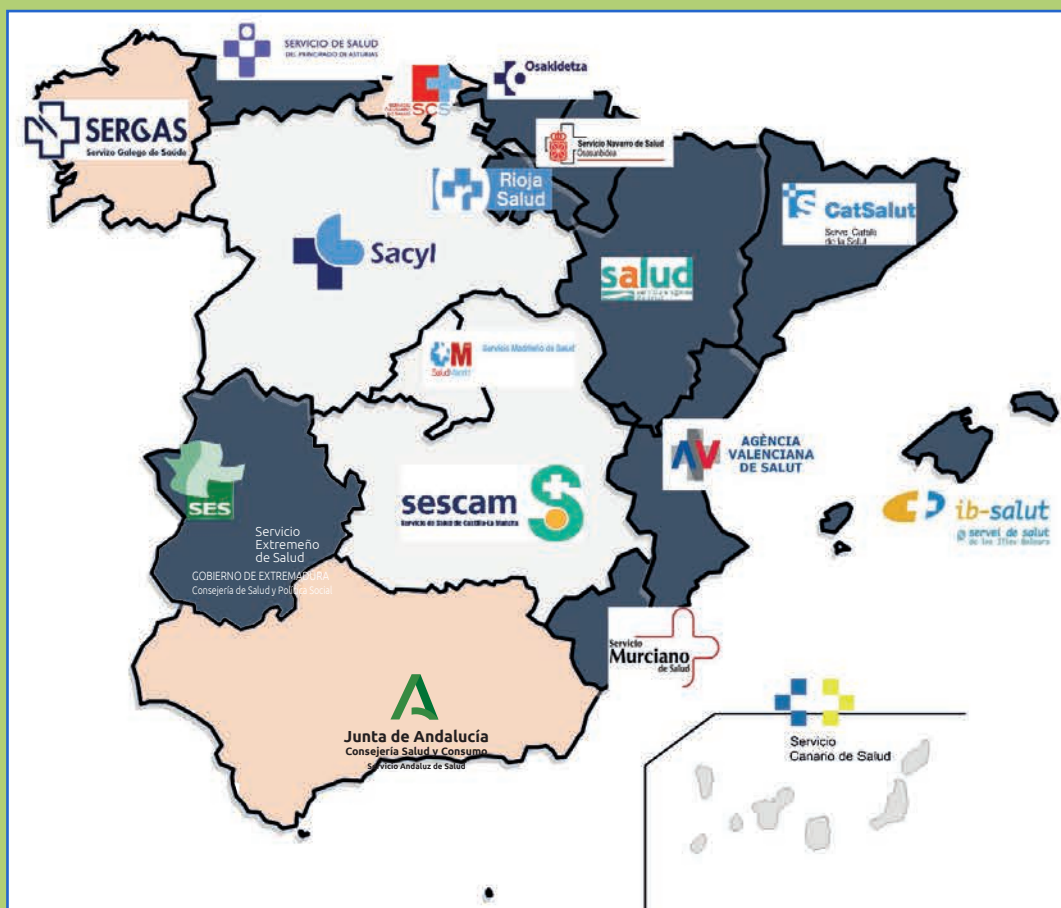 SERVICIO DE SALUD
DEL PRINCIPADO DE ASTURIAS
Osakidetza
SCS
SERGAS
Servizo Galego de Saúde
Servicio Navarro de Salud
Osasunbidea
Rioja
Salud
CatSalut
Servei Català
de la Salut
Sacyl
salud
Servicio Madrileño de Salud
M
SaludMadrid
AGÈNCIA
VALENCIANA
DE SALUT
sescam
Servicio de Salud de Castilla-La Mancha
ib-salut
servei de salut
de les Illes Balears
SES
Servicio
Extremeño
de Salud
GOBIERNO DE EXTREMADURA
Consejería de Salud y Política Social
Servicio
Murciano
de Salud
Junta de Andalucía
Consejería Salud y Consumo
Servicio Andaluz de Salud
Servicio
Canario de Salud